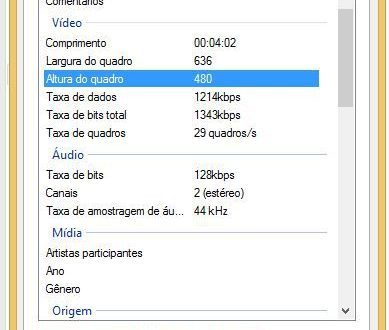 Comentários
Vídeo
Comprimento 00:04:02
Largura do quadro 636
Altura do quadro 480
Taxa de dados 1214kbps
Taxa de bits total 1343kbps
Taxa de quadros 29 quadros/s
Áudio
Taxa de bits 128kbps
Canais 2 (estéreo)
Taxa de amostragem de áu... 44 kHz
Mídia
Artistas participantes
Ano
Gênero
Origem